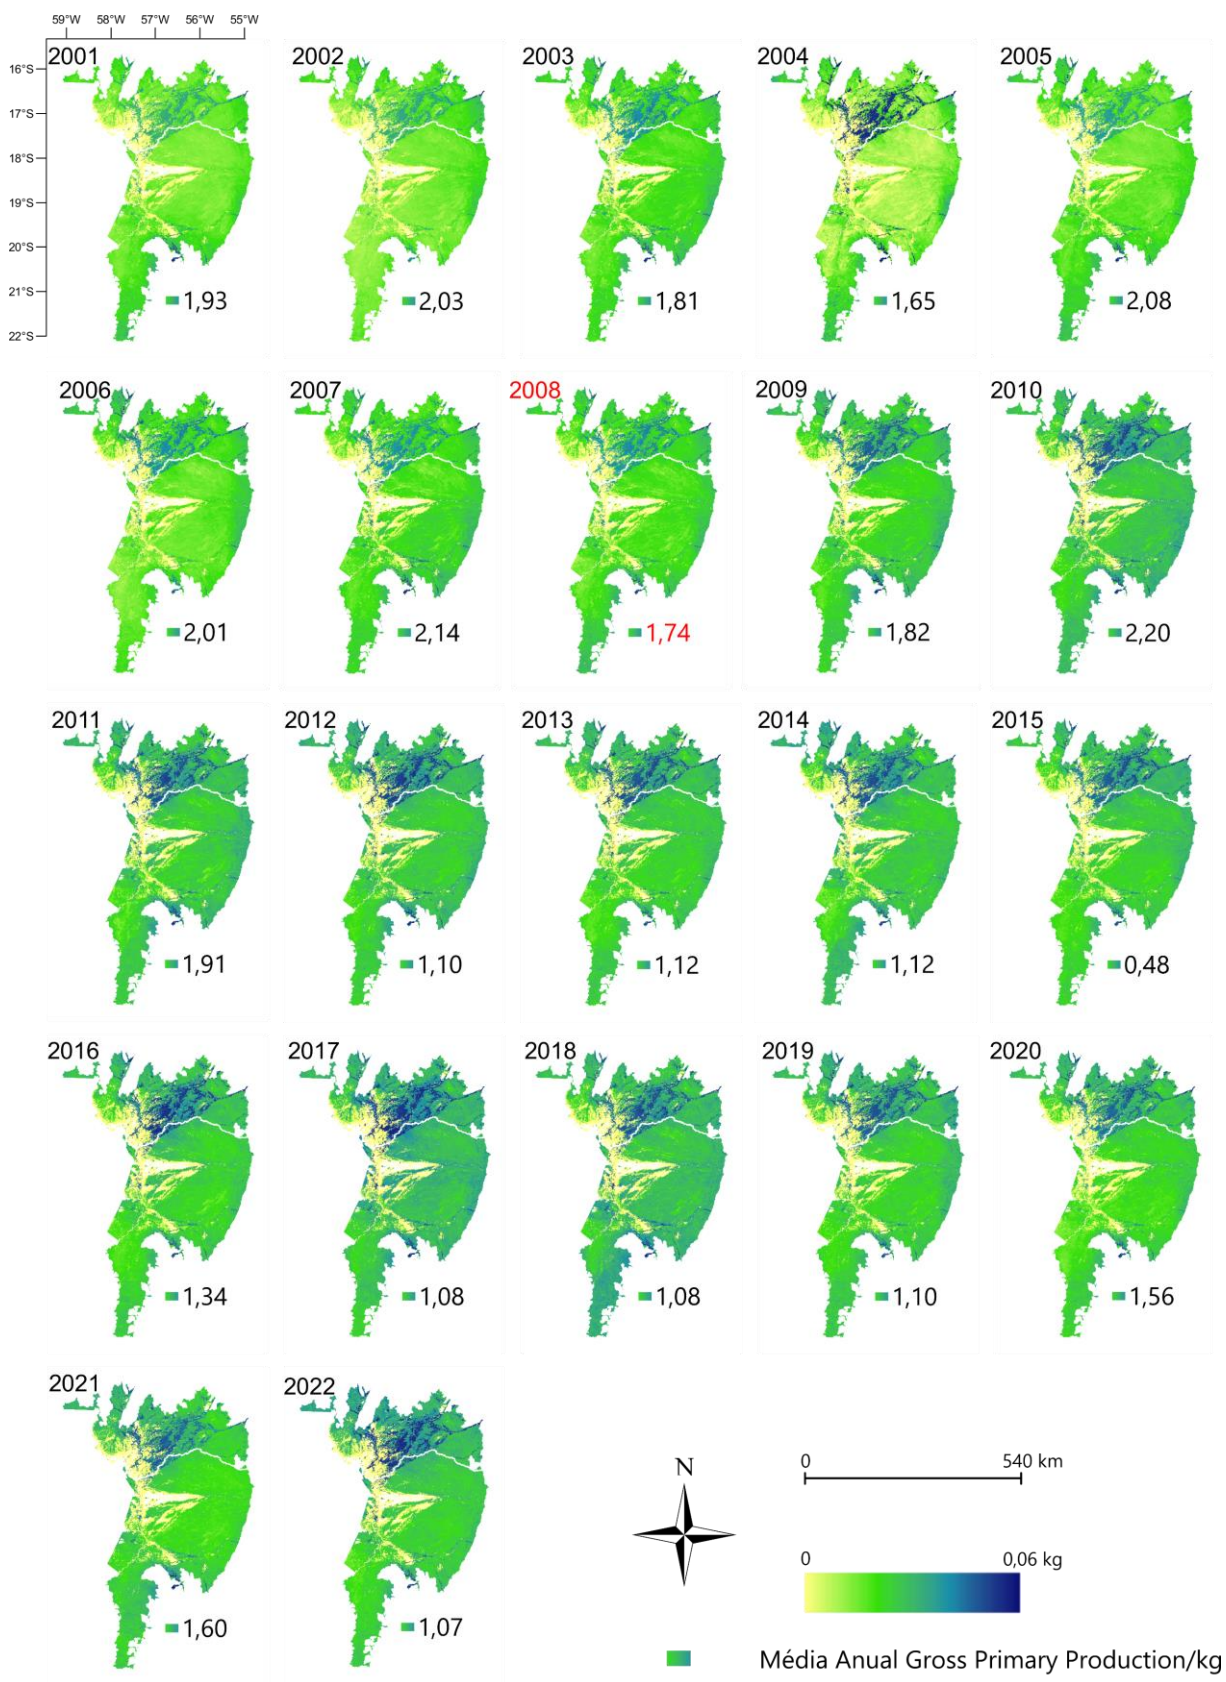 59°W 58°W 57°W 56°W 55°W
2001 2002 2003 2004 2005
16°S
17°S
18°S
19°S
20°S
21°S
22°S
1,93 2,03 1,81 1,65 2,08
2006 2007 2008 2009 2010
2,01 2,14 1,74 1,82 2,20
2011 2012 2013 2014 2015
1,91 1,10 1,12 1,12 0,48
2016 2017 2018 2019 2020
1,34 1,08 1,08 1,10 1,56
2021 2022
1,60 1,07
N
0 540 km
0 0,06 kg
Média Anual Gross Primary Production/kg